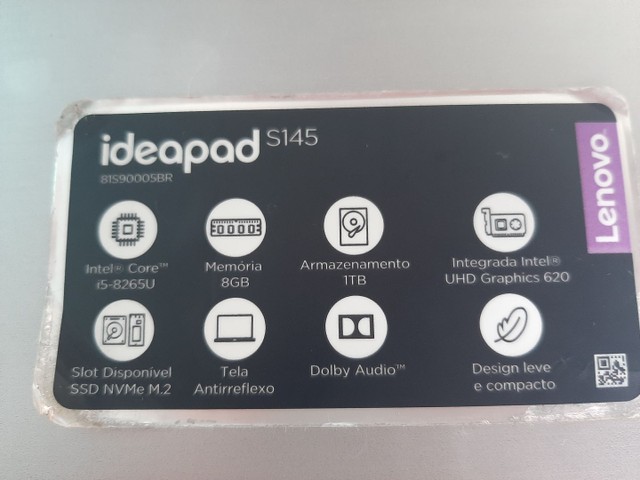 ideapad S145
81S90005BR
Lenovo
Intel® Core™
i5-8265U
Memória
8GB
Armazenamento
1TB
Integrada Intel®
UHD Graphics 620
Slot Disponível
SSD NVMe M.2
Tela
Antirreflexo
Dolby Audio™
Design leve
e compacto